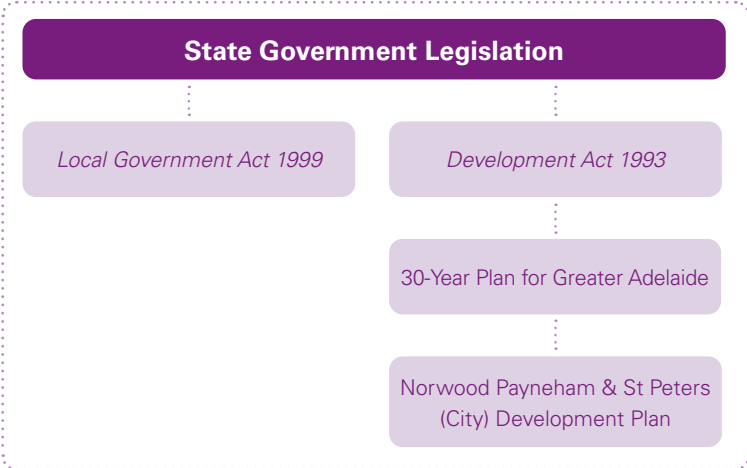 State Government Legislation
Local Government Act 1999
Development Act 1993
30-Year Plan for Greater Adelaide
Norwood Payneham & St Peters
(City) Development Plan